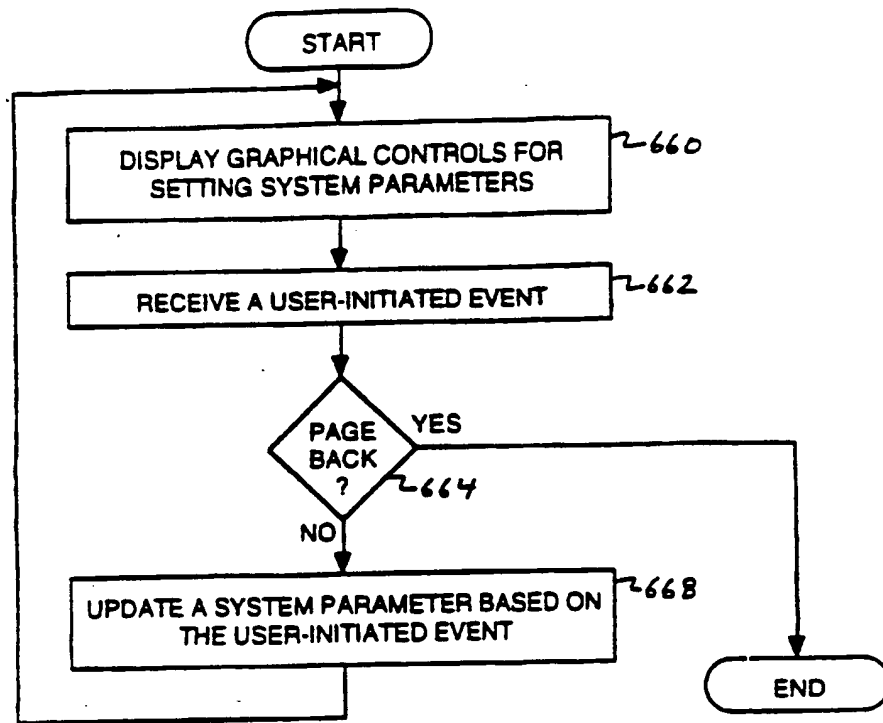 START
DISPLAY GRAPHICAL CONTROLS FOR
SETTING SYSTEM PARAMETERS
660
RECEIVE A USER-INITIATED EVENT
662
PAGE
BACK
?
YES
664
NO
UPDATE A SYSTEM PARAMETER BASED ON
THE USER-INITIATED EVENT
668
END